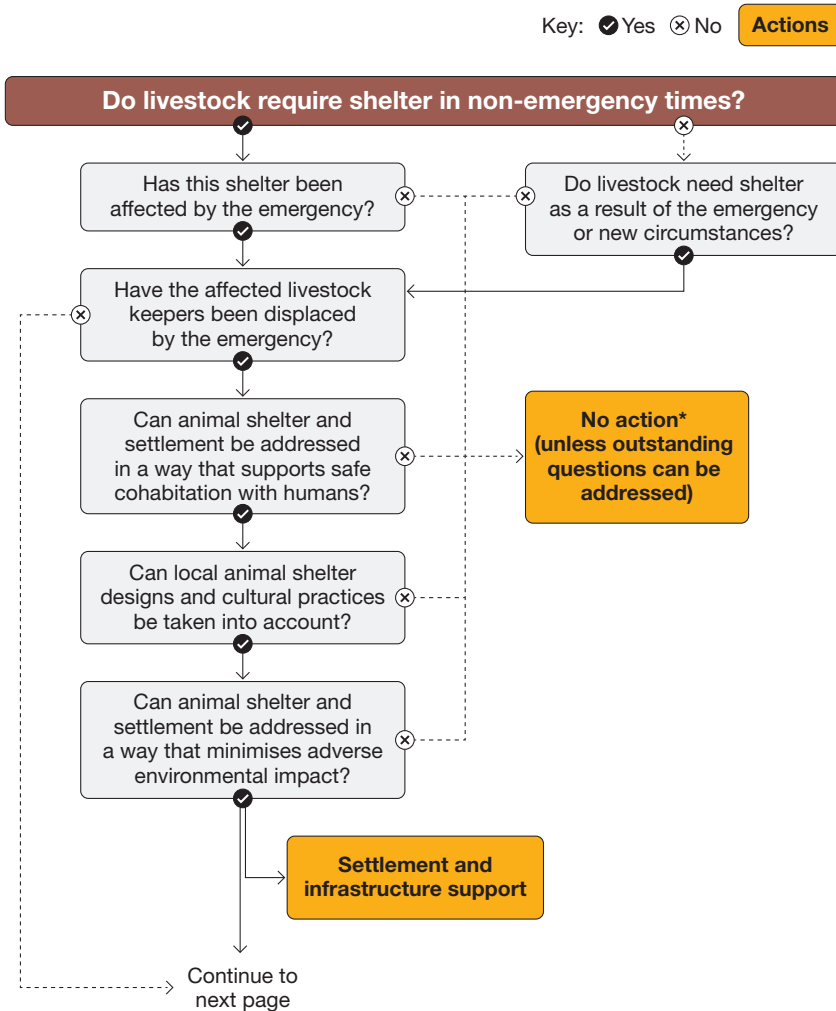 Key: Yes No Actions
Do livestock require shelter in non-emergency times?
Has this shelter been
affected by the emergency?
Do livestock need shelter
as a result of the emergency
or new circumstances?
Have the affected livestock
keepers been displaced
by the emergency?
Can animal shelter and
settlement be addressed
in a way that supports safe
cohabitation with humans?
No action*
(unless outstanding
questions can be
addressed)
Can local animal shelter
designs and cultural practices
be taken into account?
Can animal shelter and
settlement be addressed in
a way that minimises adverse
environmental impact?
Settlement and
infrastructure support
Continue to
next page